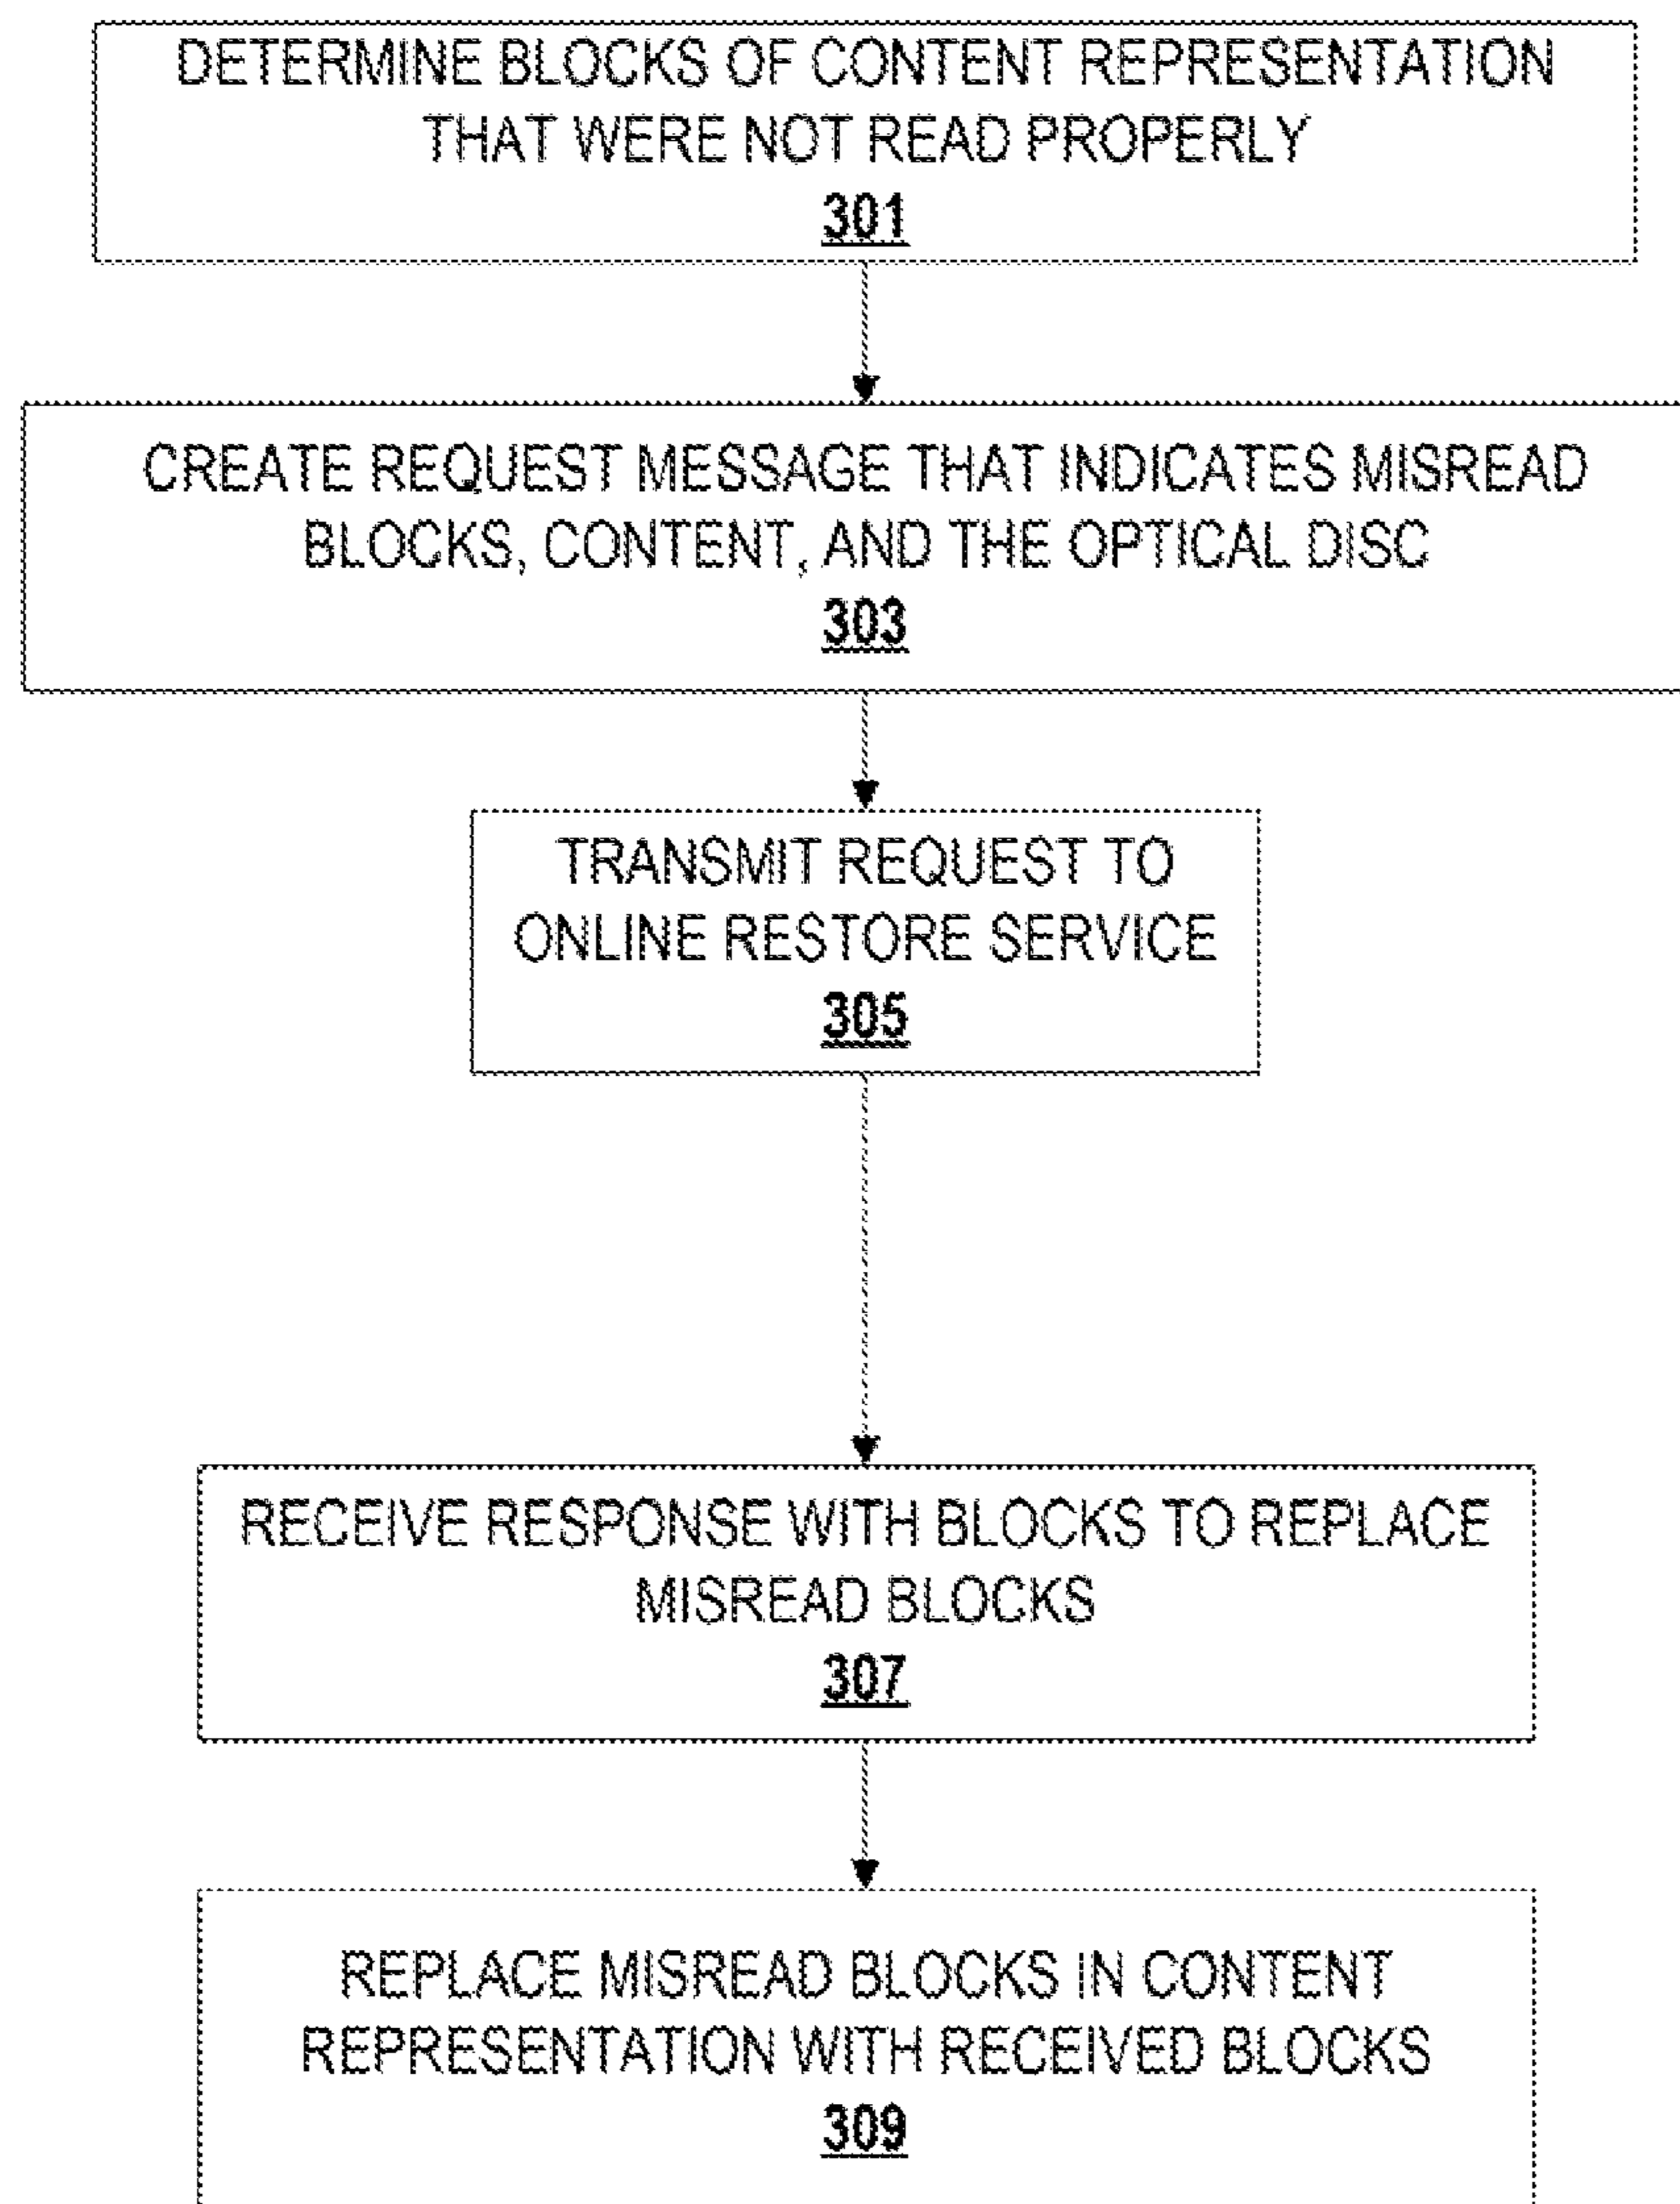 DETERMINE BLOCKS OF CONTENT REPRESENTATION
THAT WERE NOT READ PROPERLY
301
CREATE REQUEST MESSAGE THAT INDICATES MISREAD
BLOCKS, CONTENT, AND THE OPTICAL DISC
303
TRANSMIT REQUEST TO
ONLINE RESTORE SERVICE
305
RECEIVE RESPONSE WITH BLOCKS TO REPLACE
MISREAD BLOCKS
307
REPLACE MISREAD BLOCKS IN CONTENT
REPRESENTATION WITH RECEIVED BLOCKS
309